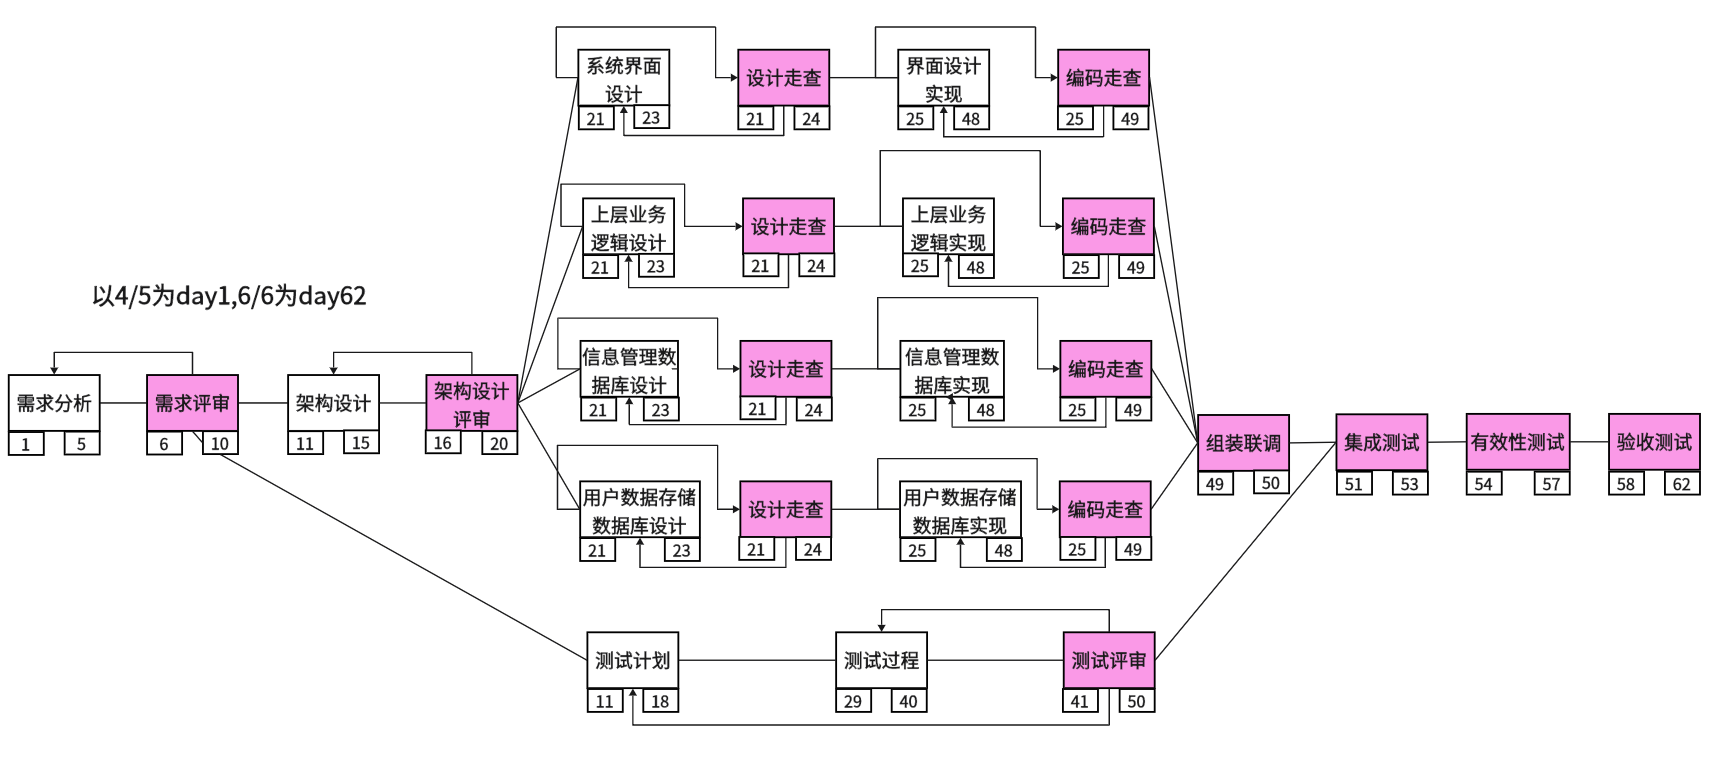 系统界面
设计
21
23
设计走查
21
24
界面设计
实现
25
48
编码走查
25
49
上层业务
逻辑设计
21
23
设计走查
21
24
上层业务
逻辑实现
25
48
编码走查
25
49
以4/5为day1,6/6为day62
信息管理数
据库设计
21
23
设计走查
21
24
信息管理数
据库实现
25
48
编码走查
25
49
需求分析
1
5
需求评审
6
10
架构设计
11
15
架构设计
评审
16
20
组装联调
49
50
集成测试
51
53
有效性测试
54
57
验收测试
58
62
用户数据存储
数据库设计
21
23
设计走查
21
24
用户数据存储
数据库实现
25
48
编码走查
25
49
测试计划
11
18
测试过程
29
40
测试评审
41
50